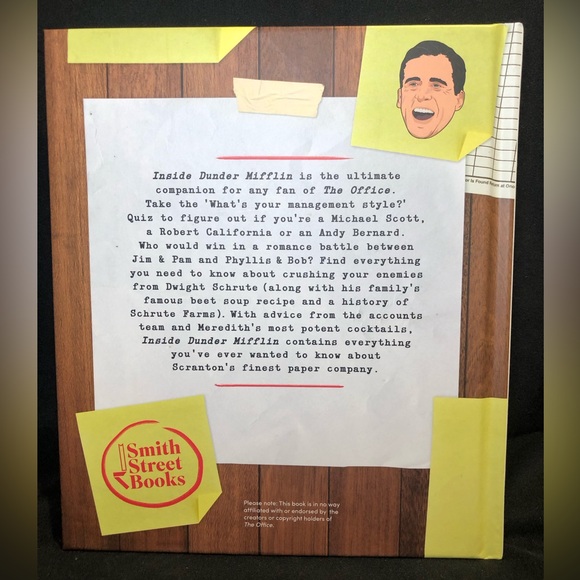 Inside Dunder Mifflin is the ultimate
companion for any fan of The Office.
Take the 'What's your management style?'
Quiz to figure out if you're a Michael Scott,
a Robert California or an Andy Bernard.
Who would win in a romance battle between
Jim & Pam and Phyllis & Bob? Find everything
you need to know about crushing your enemies
from Dwight Schrute (along with his family's
famous beet soup recipe and a history of
Schrute Farms). With advice from the accounts
team and Meredith's most potent cocktails,
Inside Dunder Mifflin contains everything
you've ever wanted to know about
Scranton's finest paper company.
Smith
Street
Books
Please note: This book is in no way
affiliated with or endorsed by the
creators or copyright holders of
The Office.